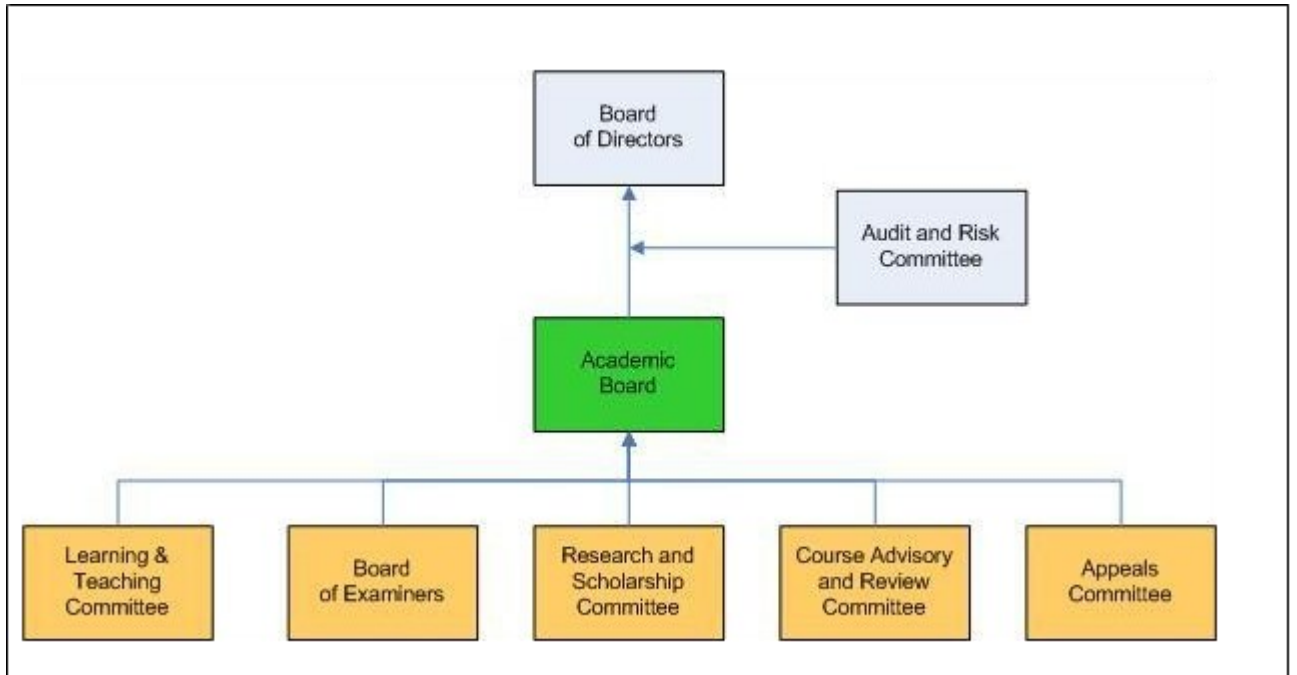 Board
of Directors
Audit and Risk
Committee
Academic
Board
Learning &
Teaching
Committee
Board
of Examiners
Research and
Scholarship
Committee
Course Advisory
and Review
Committee
Appeals
Committee